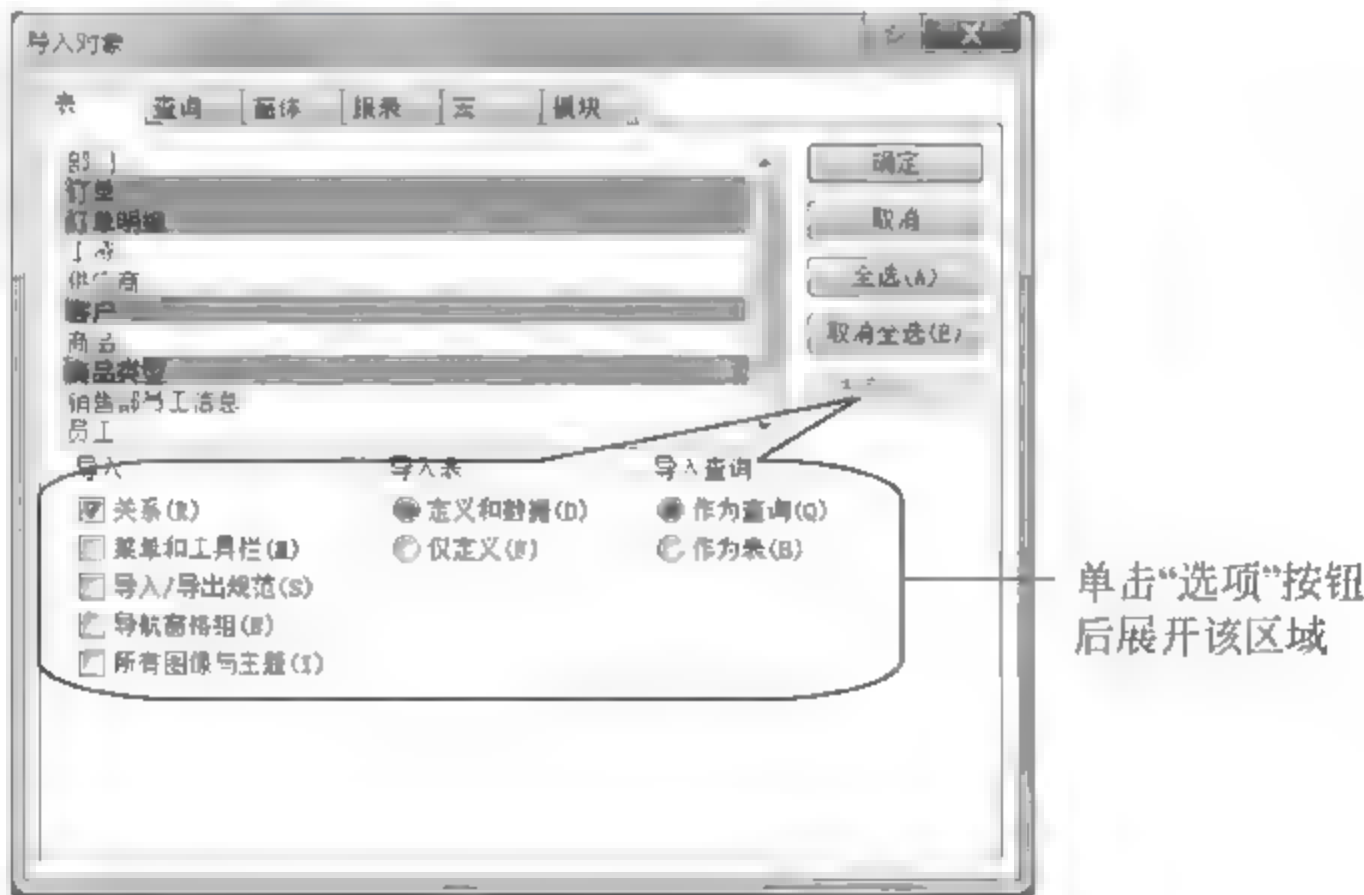 导入对象
表 查询 窗体 报表 宏 模块
订单
订单明细
客户
商品
商品类型
销售部员工信息
员工
确定
取消
全选(A)
取消全选(E)
导入 导入表 导入查询
关系(R) 定义和数据(D) 作为查询(Q)
菜单和工具栏(M) 仅定义(F) 作为表(B)
导入/导出规范(S)
导航窗格组(N)
所有图像与主题(I)
单击“选项”按钮
后展开该区域